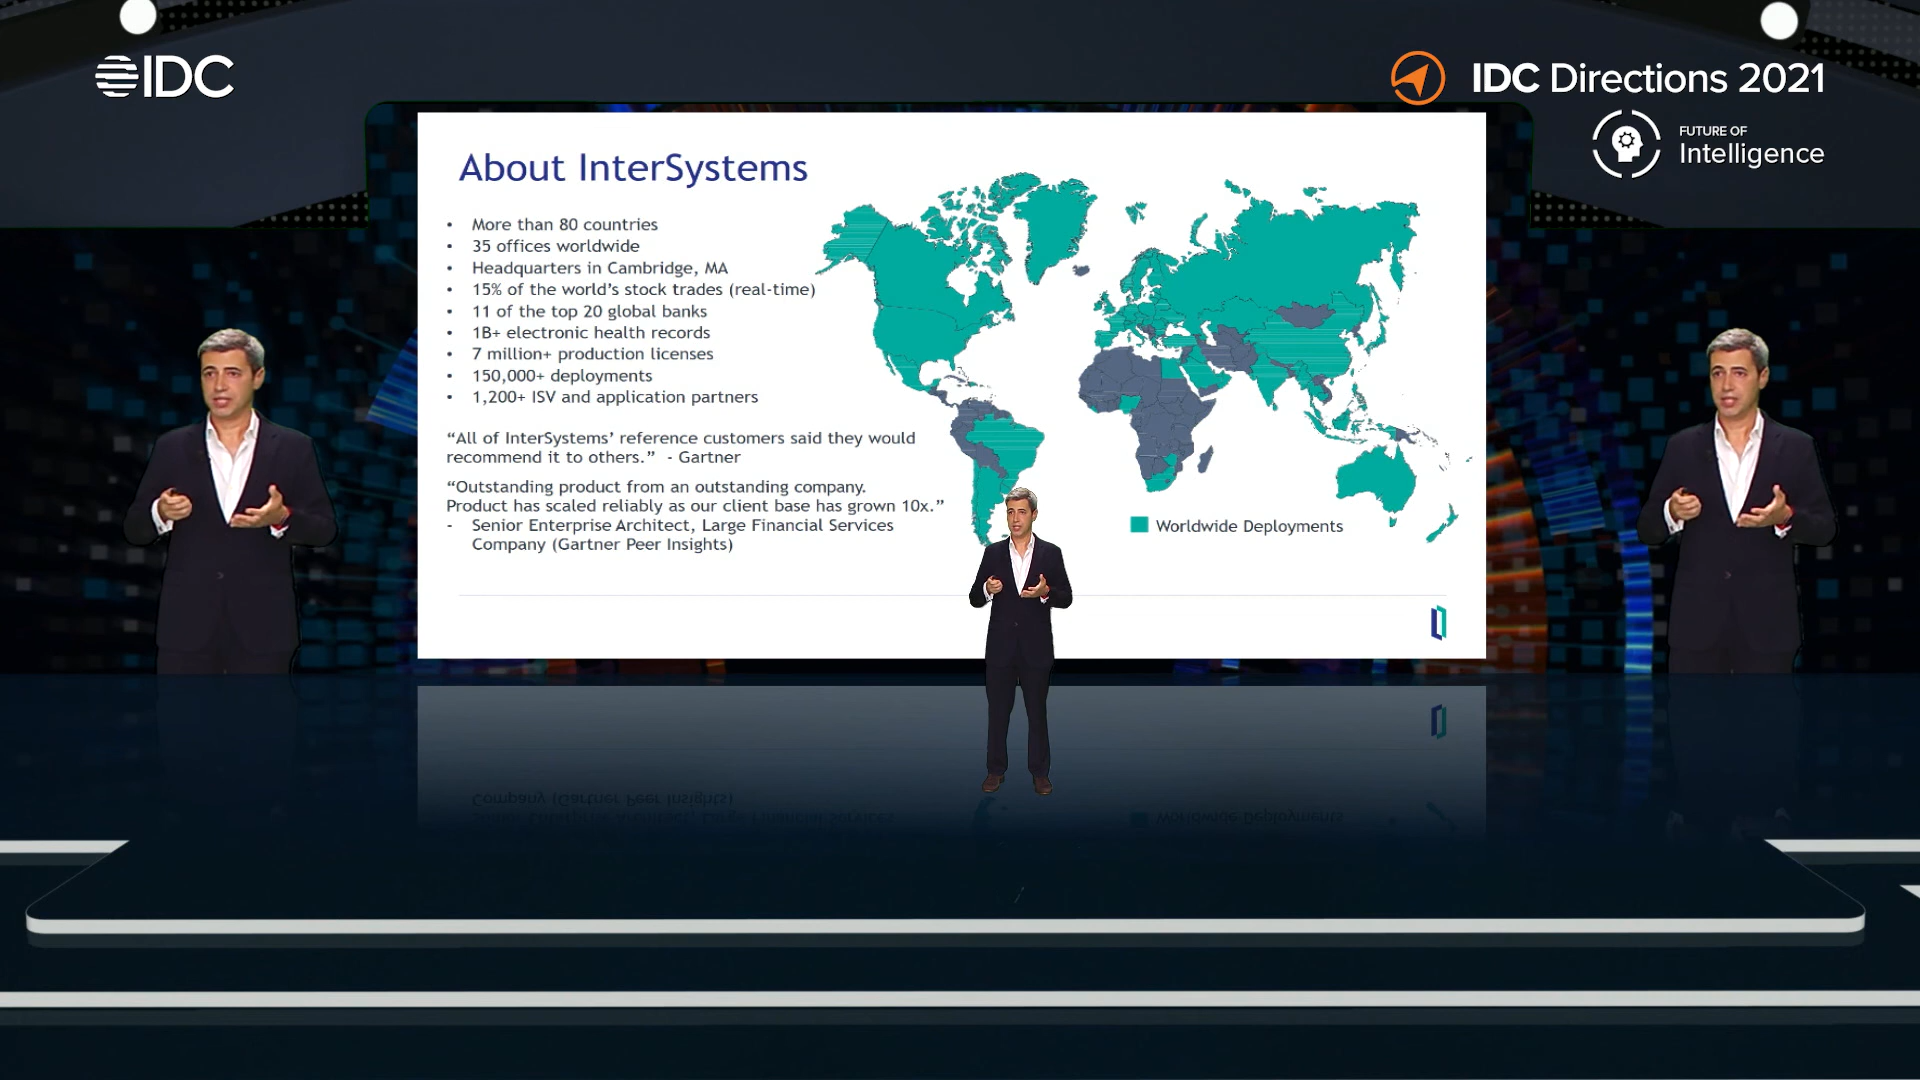 IDC
IDC Directions 2021
FUTURE OF
Intelligence
About InterSystems
• More than 80 countries
• 35 offices worldwide
• Headquarters in Cambridge, MA
• 15% of the world’s stock trades (real-time)
• 11 of the top 20 global banks
• 1B+ electronic health records
• 7 million+ production licenses
• 150,000+ deployments
• 1,200+ ISV and application partners
“All of InterSystems’ reference customers said they would
recommend it to others.” - Gartner
“Outstanding product from an outstanding company.
Product has scaled reliably as our client base has grown 10x.”
- Senior Enterprise Architect, Large Financial Services
Company (Gartner Peer Insights)
Worldwide Deployments